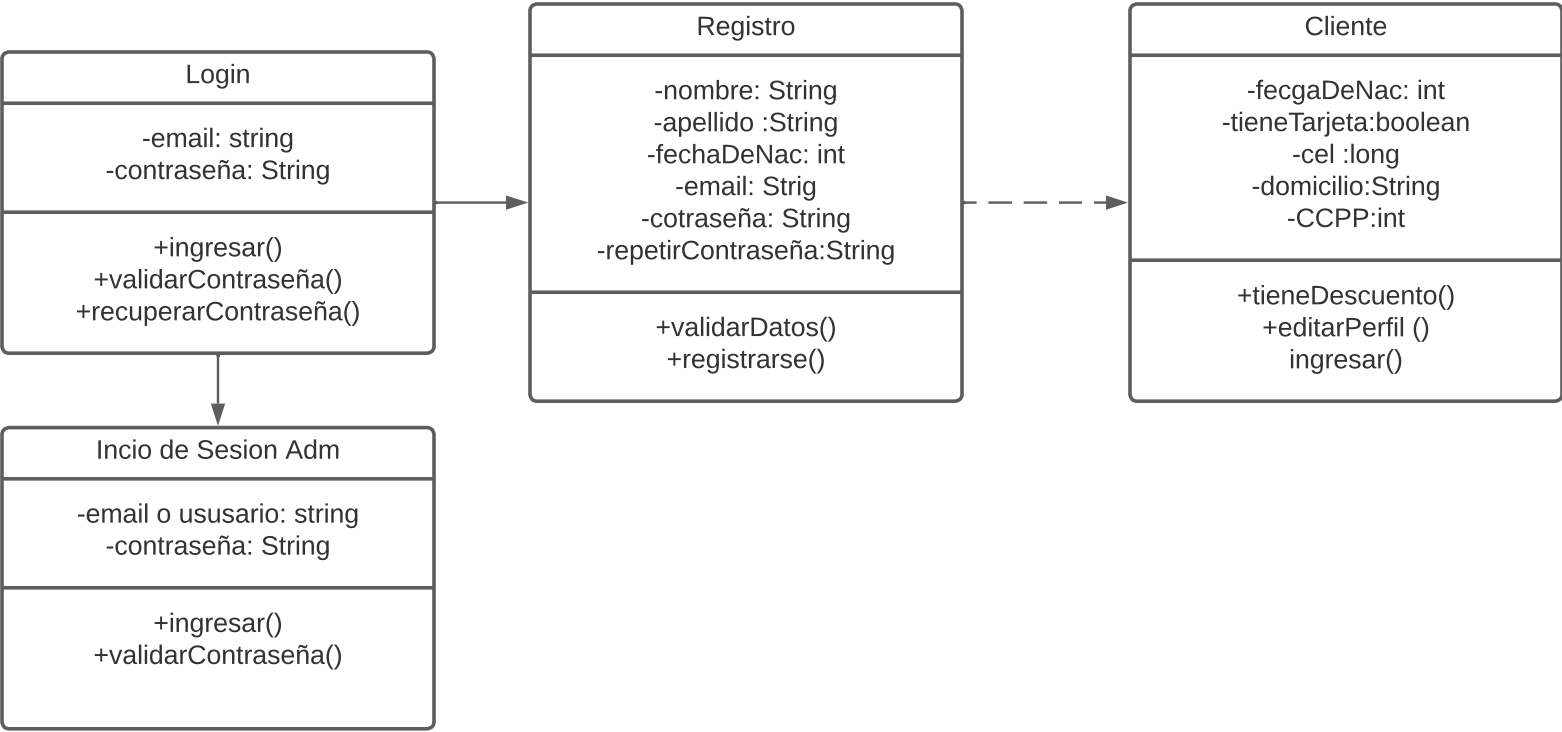 Login
-email: string
-contraseña: String
+ingresar()
+validarContraseña()
+recuperarContraseña()
Registro
-nombre: String
-apellido :String
-fechaDeNac: int
-email: Strig
-cotraseña: String
-repetirContraseña:String
+validarDatos()
+registrarse()
Cliente
-fecgaDeNac: int
-tieneTarjeta:boolean
-cel :long
-domicilio:String
-CCPP:int
+tieneDescuento()
+editarPerfil ()
ingresar()
Incio de Sesion Adm
-email o ususario: string
-contraseña: String
+ingresar()
+validarContraseña()